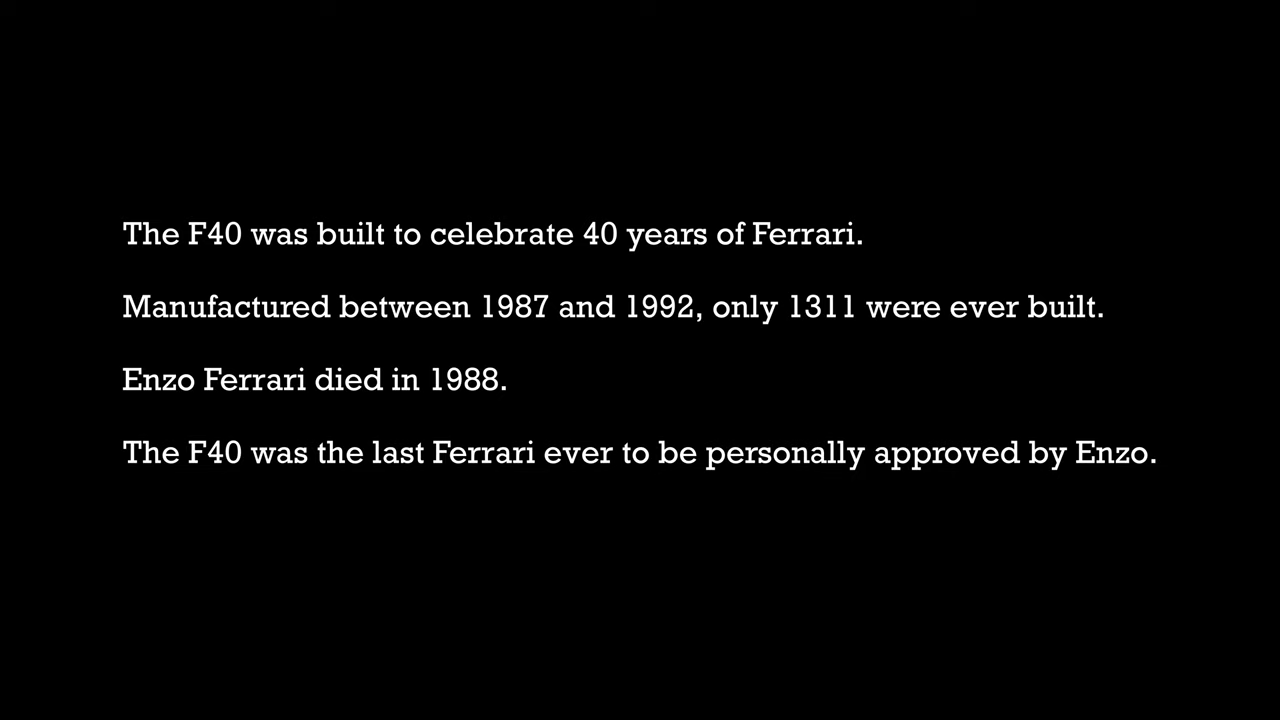 The F40 was built to celebrate 40 years of Ferrari.
Manufactured between 1987 and 1992, only 1311 were ever built.
Enzo Ferrari died in 1988.
The F40 was the last Ferrari ever to be personally approved by Enzo.